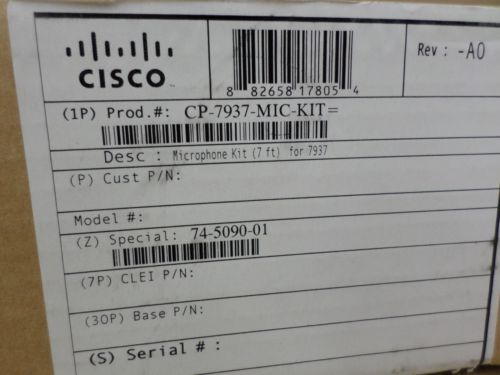 CISCO
8 82658 17805 4
Rev : -A0
(1P) Prod.#: CP-7937-MIC-KIT=
Desc : Microphone Kit (7 ft) for 7937
(P) Cust P/N:
Model #:
(Z) Special: 74-5090-01
(7P) CLEI P/N:
(30P) Base P/N:
(S) Serial # :